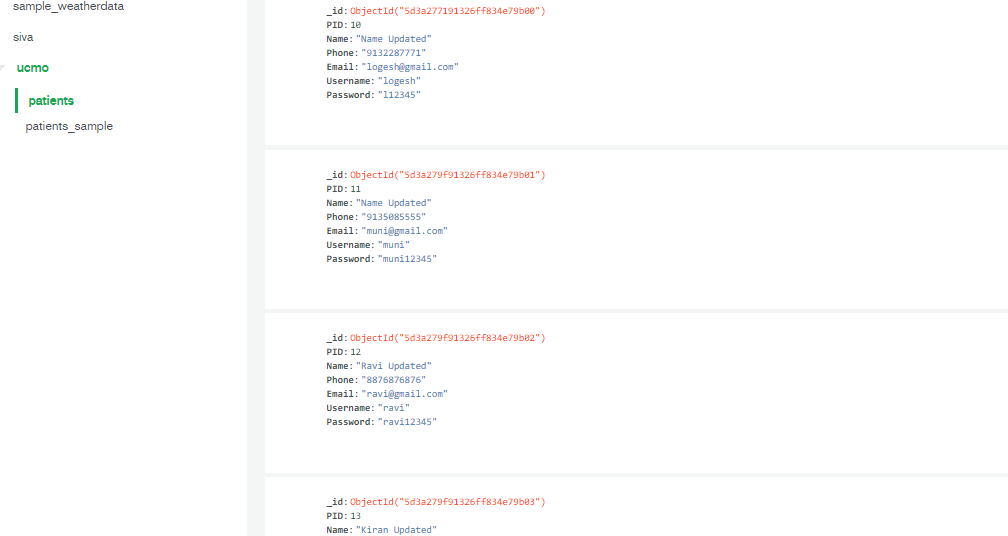 sample_weatherdata
siva
ucmo
patients
patients_sample
_id: ObjectId("5d3a277191326ff834e79b00")
PID: 10
Name: "Name Updated"
Phone: "9132287771"
Email: "logesh@gmail.com"
Username: "logesh"
Password: "l12345"
_id: ObjectId("5d3a279f91326ff834e79b01")
PID: 11
Name: "Name Updated"
Phone: "9135085555"
Email: "muni@gmail.com"
Username: "muni"
Password: "muni12345"
_id: ObjectId("5d3a279f91326ff834e79b02")
PID: 12
Name: "Ravi Updated"
Phone: "8876876876"
Email: "ravi@gmail.com"
Username: "ravi"
Password: "ravi12345"
_id: ObjectId("5d3a279f91326ff834e79b03")
PID: 13
Name: "Kiran Updated"